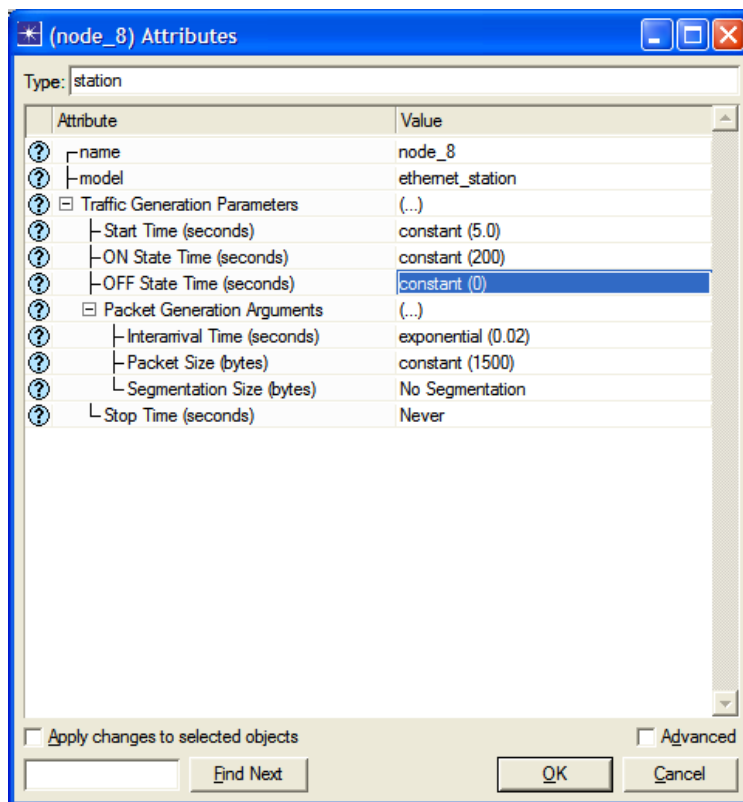 (node_8) Attributes
Type: station
Attribute Value
name node_8
model ethernet_station
Traffic Generation Parameters (...)
Start Time (seconds) constant (5.0)
ON State Time (seconds) constant (200)
OFF State Time (seconds) constant (0)
Packet Generation Arguments (...)
Interarrival Time (seconds) exponential (0.02)
Packet Size (bytes) constant (1500)
Segmentation Size (bytes) No Segmentation
Stop Time (seconds) Never
Apply changes to selected objects Advanced
Find Next OK Cancel